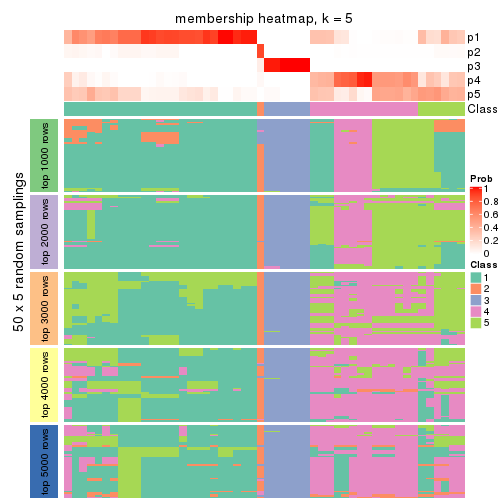 membership heatmap, k = 5
p1
p2
p3
p4
p5
Class
50 x 5 random samplings
top 1000 rows
top 2000 rows
top 3000 rows
top 4000 rows
top 5000 rows
Prob
1
0.8
0.6
0.4
0.2
0
Class
1
2
3
4
5